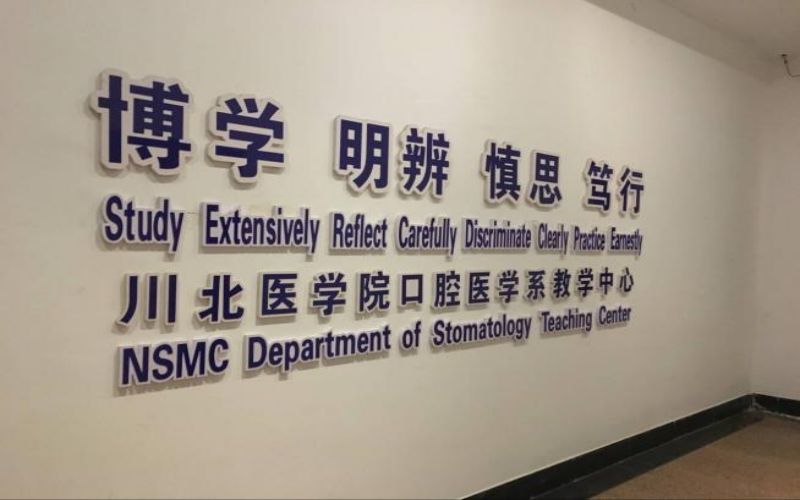 博学 明辨 慎思 笃行
Study Extensively Reflect Carefully Discriminate Clearly Practice Earnestly
川北医学院口腔医学系教学中心
NSMC Department of Stomatology Teaching Center